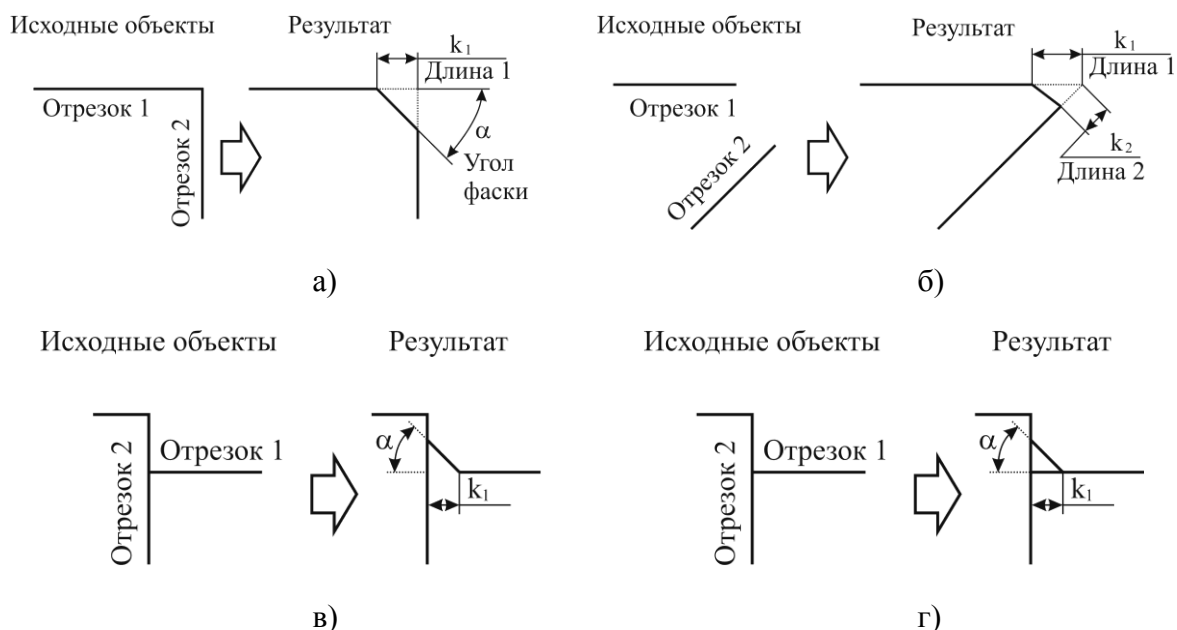 Исходные объекты
Результат
k1
Длина 1
Отрезок 1
Отрезок 2
α
Угол
фаски
а)
Исходные объекты
Результат
k1
Длина 1
Отрезок 1
Отрезок 2
k2
Длина 2
б)
Исходные объекты
Результат
Отрезок 2
Отрезок 1
α
k1
в)
Исходные объекты
Результат
Отрезок 2
Отрезок 1
α
k1
г)